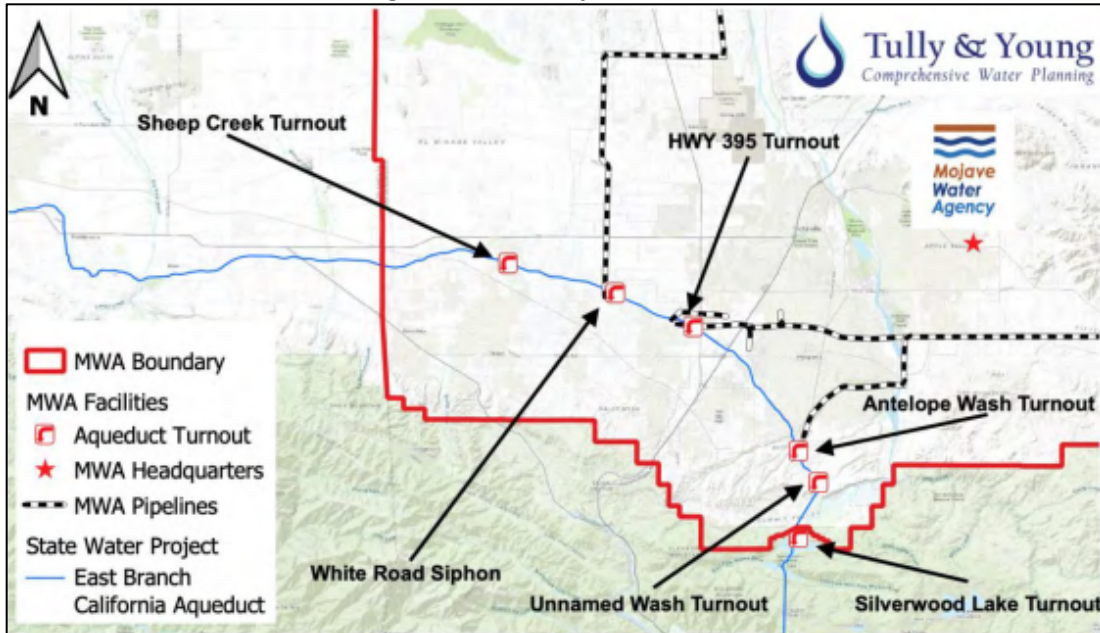 Tully & Young
Comprehensive Water Planning
N
Sheep Creek Turnout
HWY 395 Turnout
Mojave
Water
Agency
MWA Boundary
MWA Facilities
Aqueduct Turnout
MWA Headquarters
MWA Pipelines
State Water Project
East Branch
California Aqueduct
Antelope Wash Turnout
White Road Siphon
Unnamed Wash Turnout
Silverwood Lake Turnout